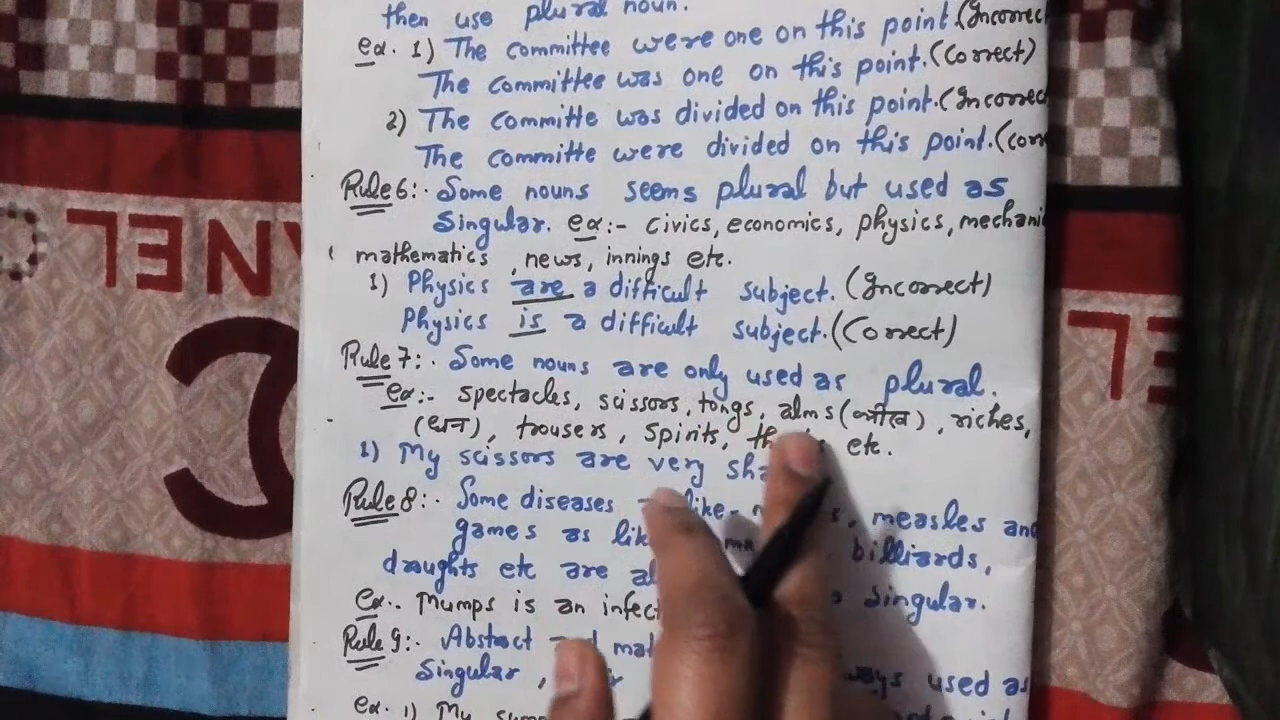 then use plural noun.
ex. 1) The committee were one on this point.(Incorrec
The committee was one on this point.(Correct)
2) The committe was divided on this point.(Incorrec
The committe were divided on this point.(corr
Rule 6:- Some nouns seems plural but used as
Singular. ex:- civics, economics, physics, mechani
mathematics, news, innings etc.
1) Physics are a difficult subject. (Incorrect)
Physics is a difficult subject.(Correct)
Rule 7:- Some nouns are only used as plural.
ex:- spectacles, scissors, tongs, alms (भीख), riches,
(धन), trousers, spirits, etc.
1) My scissors are very
Rule 8:- Some diseases like measles and
games as billiards,
draughts etc are singular.
Ex.. Mumps is an
Rule 9:- Abstract
Singular, used as
ex. 1) My
NEL